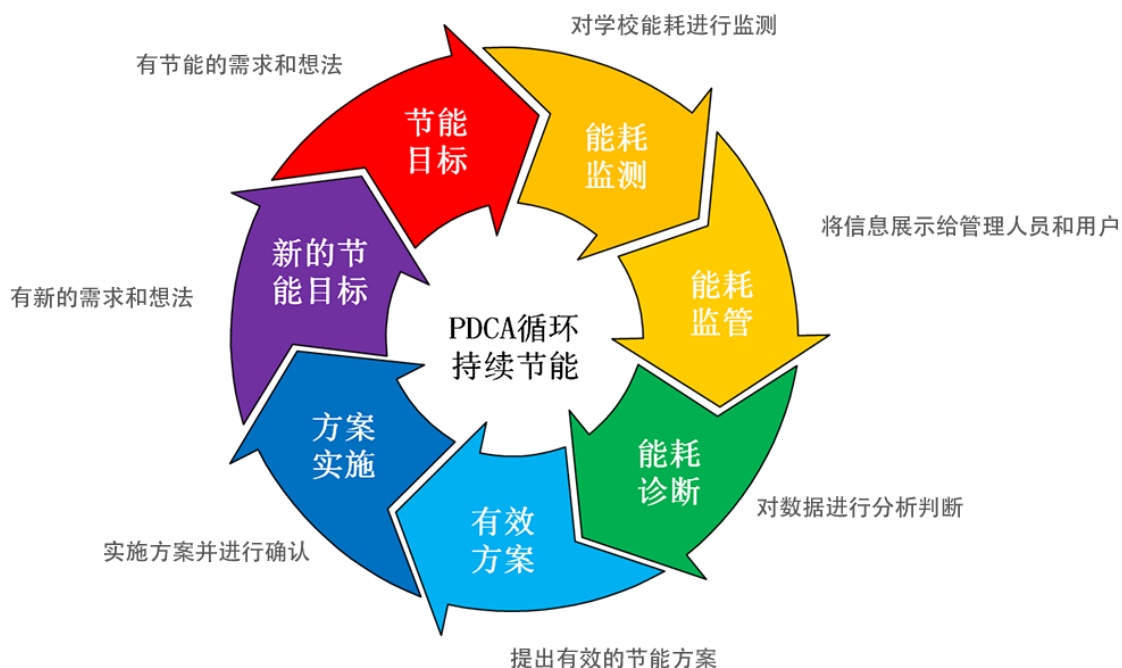 对学校能耗进行监测
有节能的需求和想法
节能
目标
能耗
监测
将信息展示给管理人员和用户
能耗
监管
能耗
诊断
对数据进行分析判断
有效
方案
提出有效的节能方案
方案
实施
实施方案并进行确认
新的节
能目标
有新的需求和想法
PDCA循环
持续节能